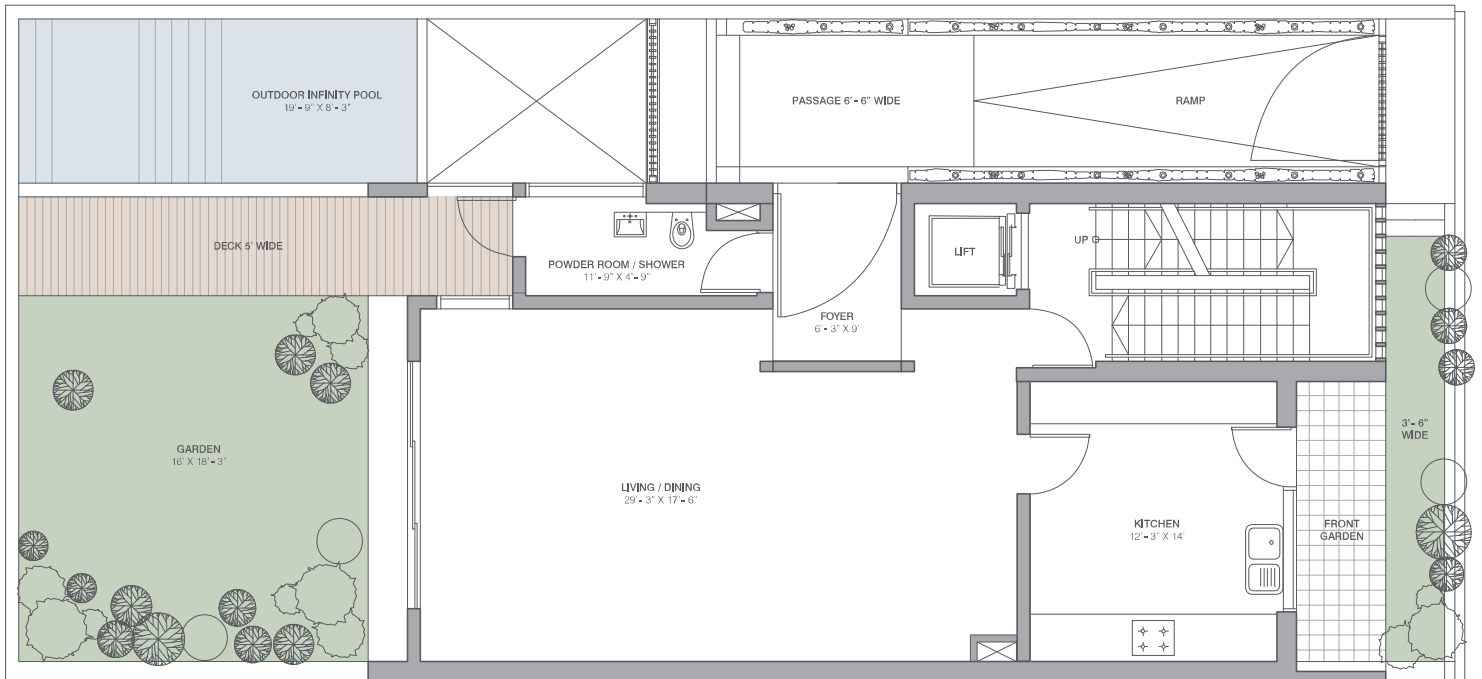 OUTDOOR INFINITY POOL
19'-9" X 8'-3"
PASSAGE 6'-6" WIDE
RAMP
DECK 5' WIDE
POWDER ROOM / SHOWER
11'-9" X 4'-9"
LIFT
UP
FOYER
6'-3" X 9'
GARDEN
16' X 18'-3"
LIVING / DINING
29'-3" X 17'-6"
KITCHEN
12'-3" X 14'
FRONT
GARDEN
3'-6"
WIDE